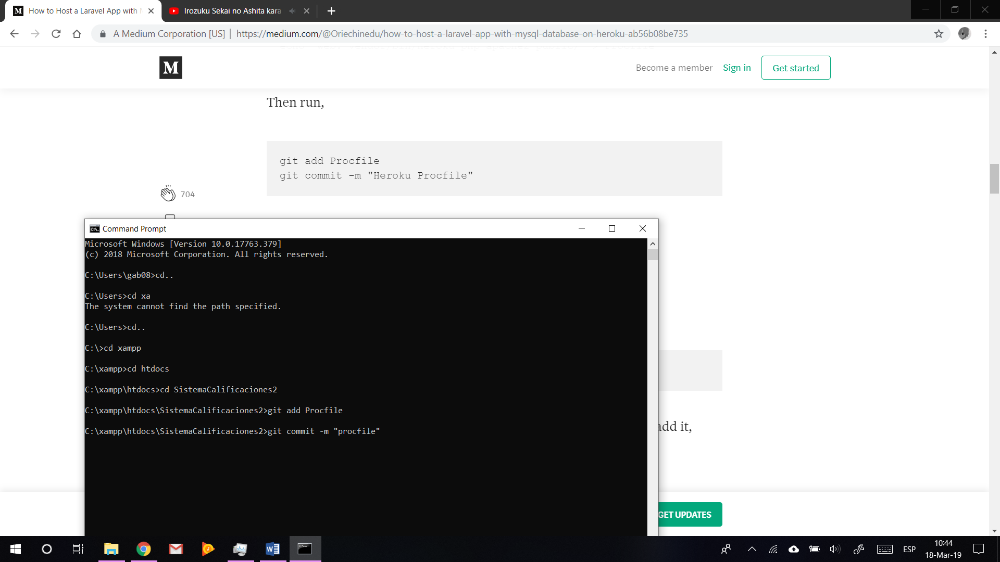 How to Host a Laravel App with
Irozuku Sekai no Ashita kara
A Medium Corporation [US] | https://medium.com/@Oriechinedu/how-to-host-a-laravel-app-with-mysql-database-on-heroku-ab56b08be735
M
Become a member
Sign in
Get started
Then run,
git add Procfile
git commit -m "Heroku Procfile"
704
Command Prompt
Microsoft Windows [Version 10.0.17763.379]
(c) 2018 Microsoft Corporation. All rights reserved.
C:\Users\gab08>cd..
C:\Users>cd xa
The system cannot find the path specified.
C:\Users>cd..
C:\>cd xampp
C:\xampp>cd htdocs
C:\xampp\htdocs>cd SistemaCalificaciones2
C:\xampp\htdocs\SistemaCalificaciones2>git add Procfile
C:\xampp\htdocs\SistemaCalificaciones2>git commit -m "procfile"
add it,
GET UPDATES
ESP
10:44
18-Mar-19